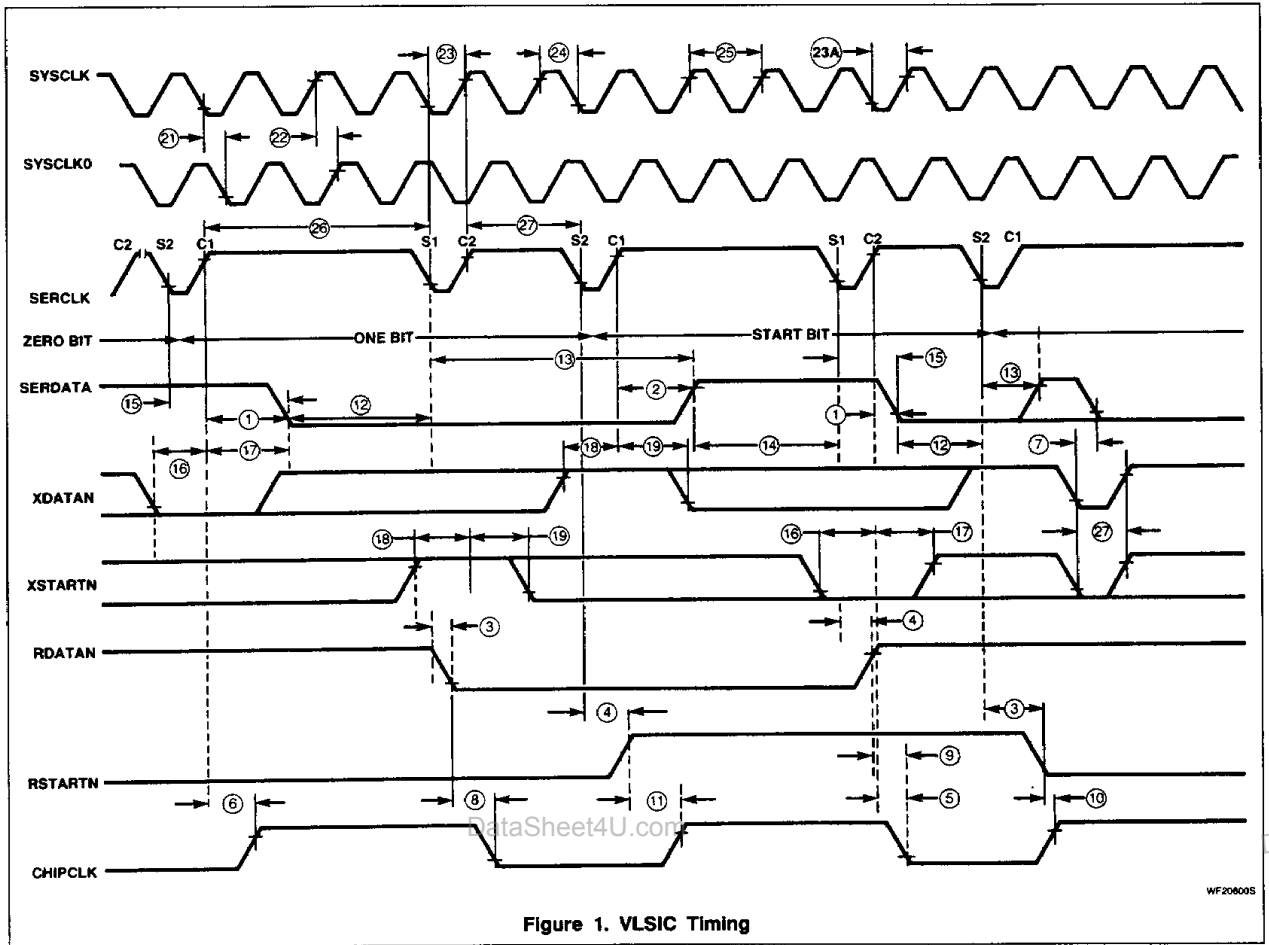 23
24
25
23A
SYSCLK
21
22
SYSCLK0
26
27
C2 S2 C1 S1 C2 S2 C1 S1 C2 S2 C1
SERCLK
ZERO BIT
ONE BIT
START BIT
13
15
SERDATA
2
13
15
1
12
1
14
12
7
16
17
18
19
XDATAN
18
19
16
17
27
XSTARTN
3
4
RDATAN
4
3
9
RSTARTN
6
8
11
5
10
DataSheet4U.com
CHIPCLK
WF20600S
Figure 1. VLSIC Timing